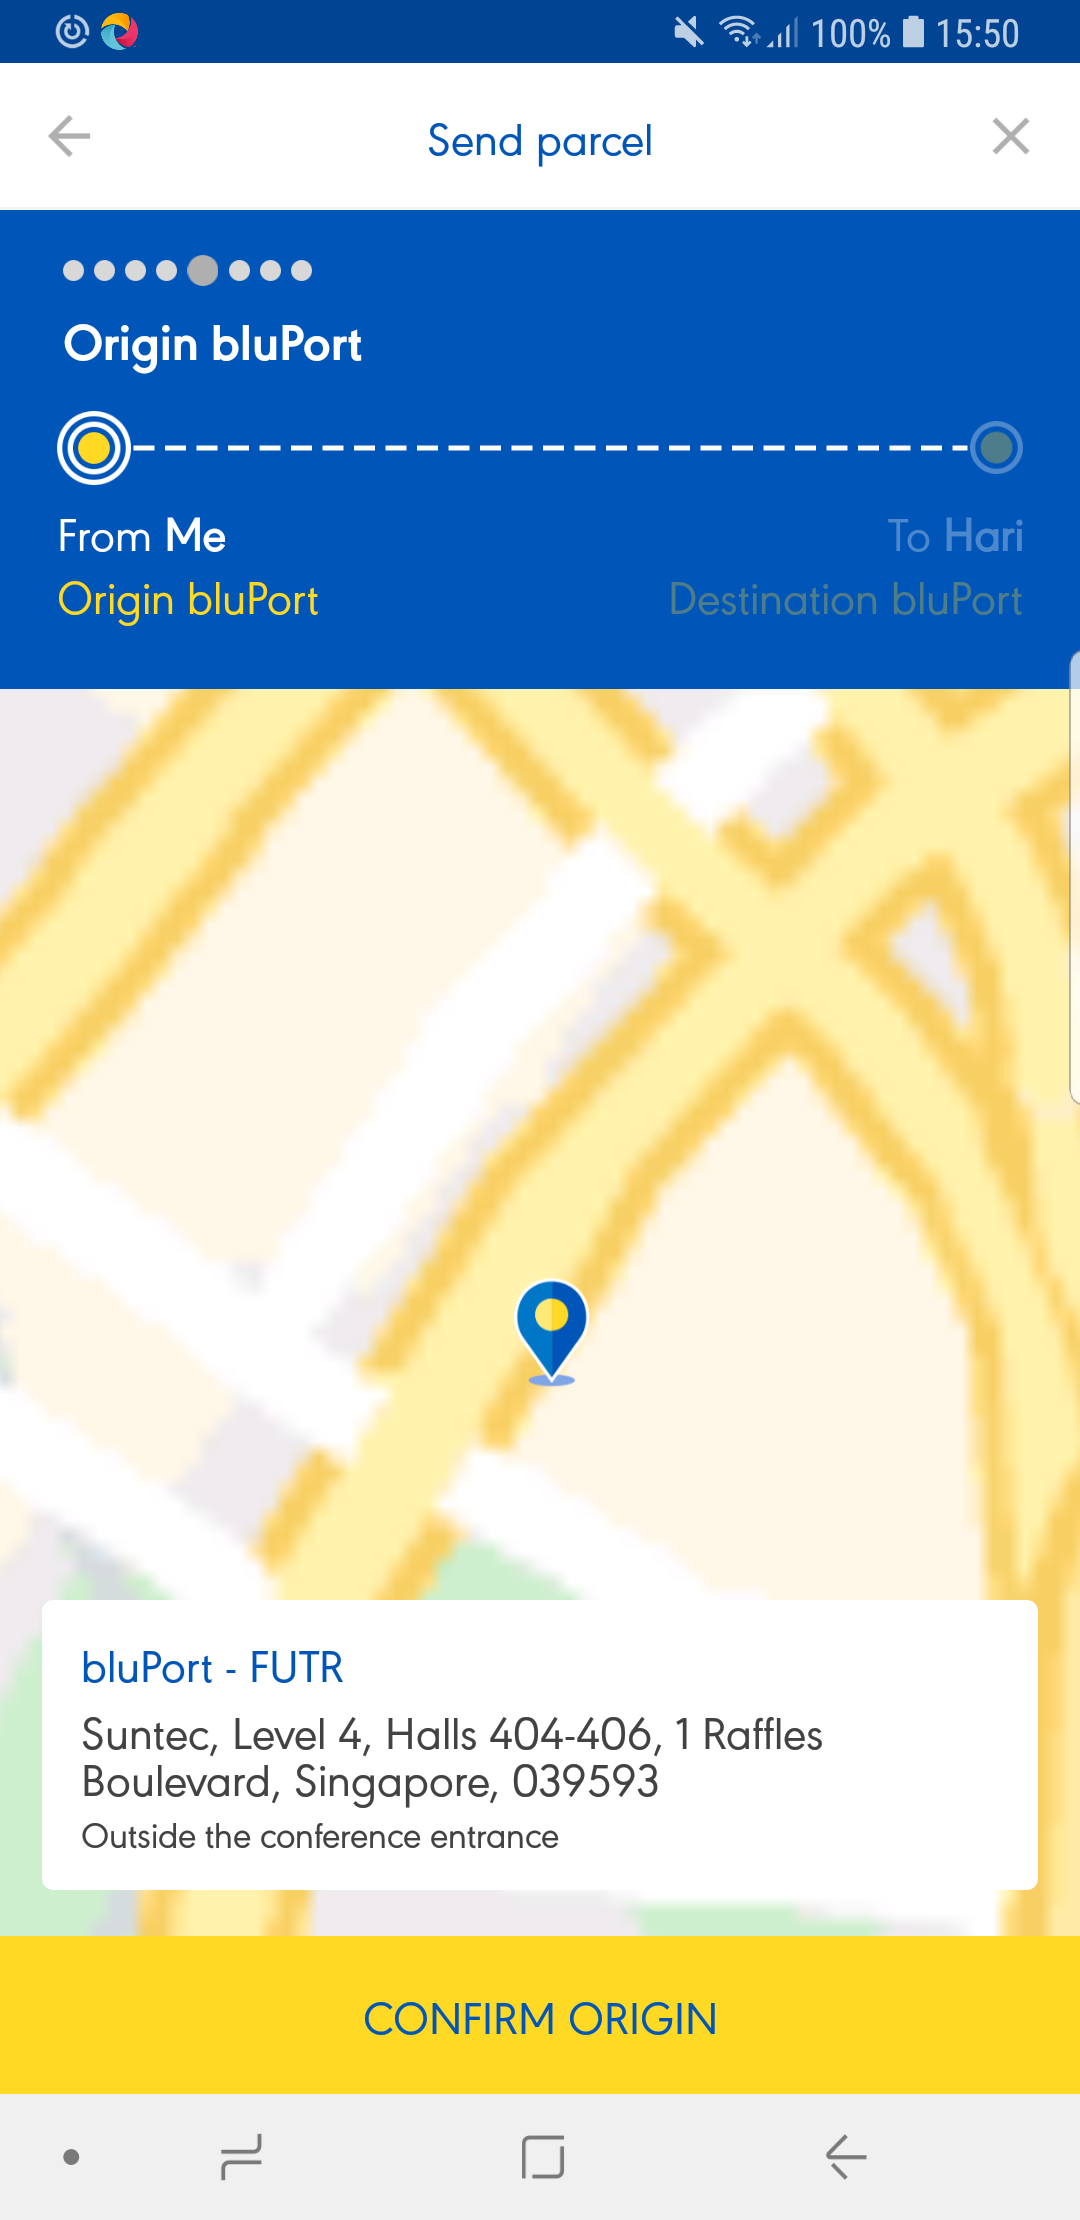 100% 15:50
Send parcel
Origin bluPort
From Me
To Hari
Origin bluPort
Destination bluPort
bluPort - FUTR
Suntec, Level 4, Halls 404-406, 1 Raffles
Boulevard, Singapore, 039593
Outside the conference entrance
CONFIRM ORIGIN